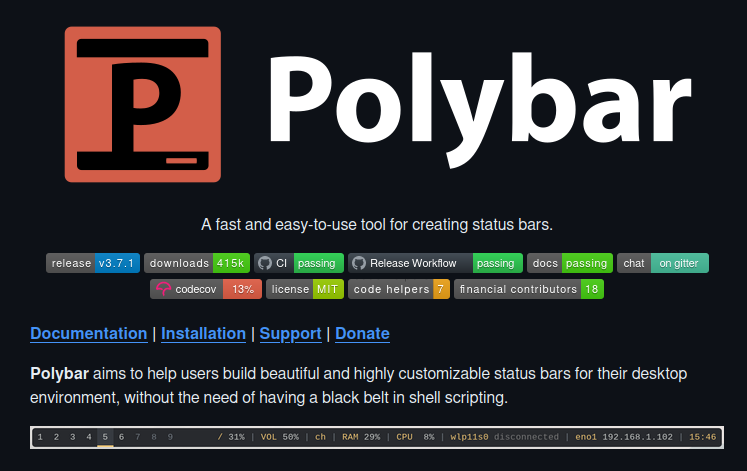 P Polybar
A fast and easy-to-use tool for creating status bars.
release v3.7.1 downloads 415k CI passing Release Workflow passing docs passing chat on gitter
codecov 13% license MIT code helpers 7 financial contributors 18
Documentation | Installation | Support | Donate
Polybar aims to help users build beautiful and highly customizable status bars for their desktop
environment, without the need of having a black belt in shell scripting.
1 2 3 4 5 6 7 8 9 / 31% | VOL 50% | ch | RAM 29% | CPU 8% | wlp11s0 disconnected | eno1 192.168.1.102 | 15:46